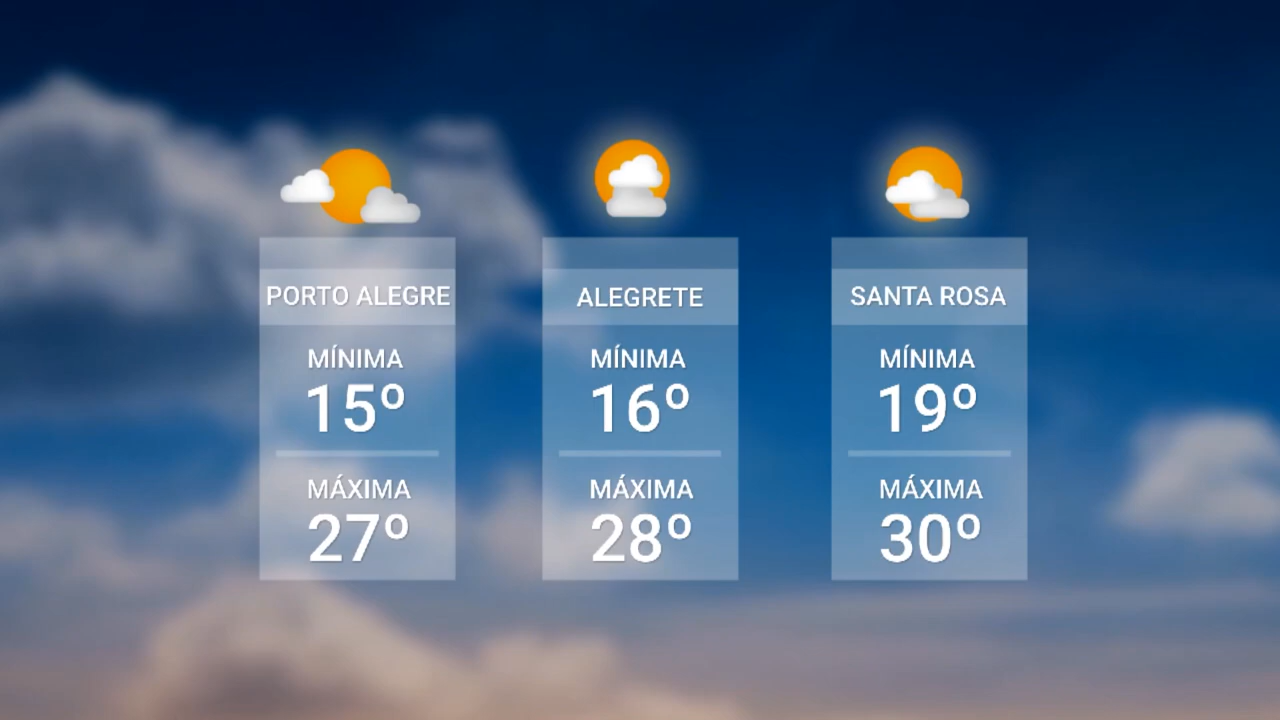 PORTO ALEGRE
MÍNIMA
15º
MÁXIMA
27º
ALEGRETE
MÍNIMA
16º
MÁXIMA
28º
SANTA ROSA
MÍNIMA
19º
MÁXIMA
30º